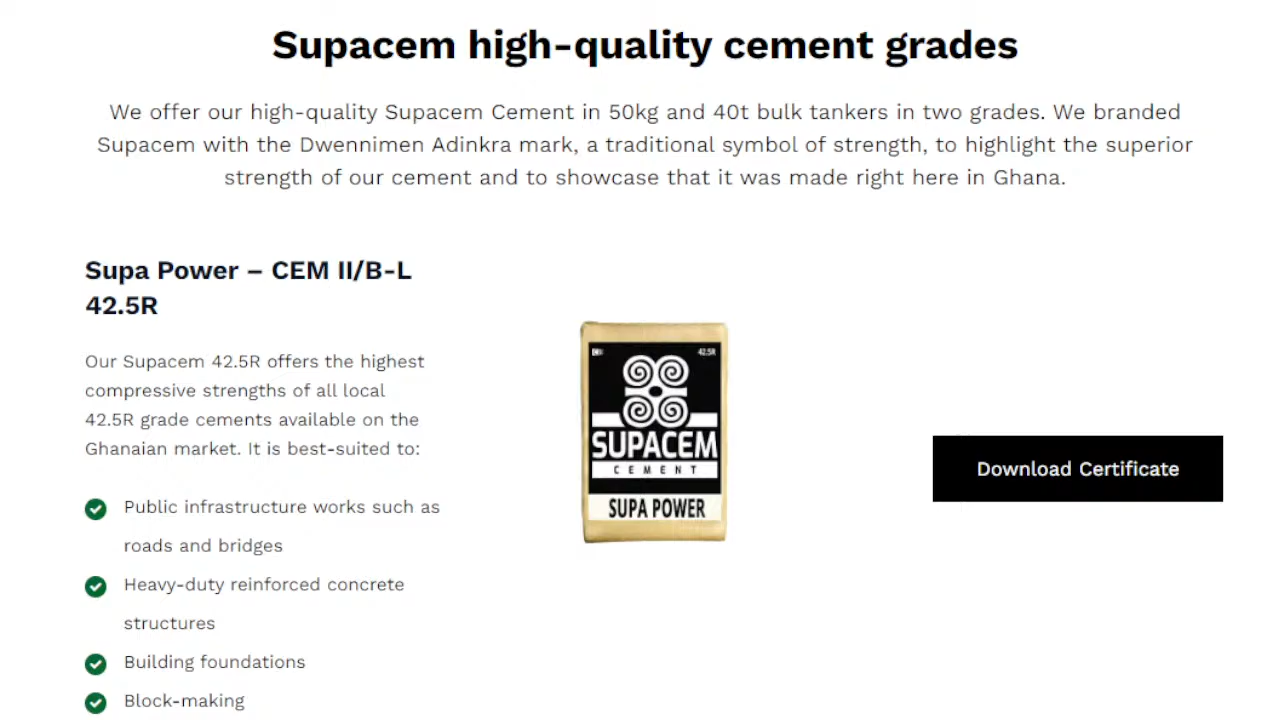 Supacem high-quality cement grades
We offer our high-quality Supacem Cement in 50kg and 40t bulk tankers in two grades. We branded
Supacem with the Dwennimen Adinkra mark, a traditional symbol of strength, to highlight the superior
strength of our cement and to showcase that it was made right here in Ghana.
Supa Power – CEM II/B-L
42.5R
Our Supacem 42.5R offers the highest
compressive strengths of all local
42.5R grade cements available on the
Ghanaian market. It is best-suited to:
Public infrastructure works such as
roads and bridges
Heavy-duty reinforced concrete
structures
Building foundations
Block-making
42.5R
SUPACEM
CEMENT
SUPA POWER
Download Certificate